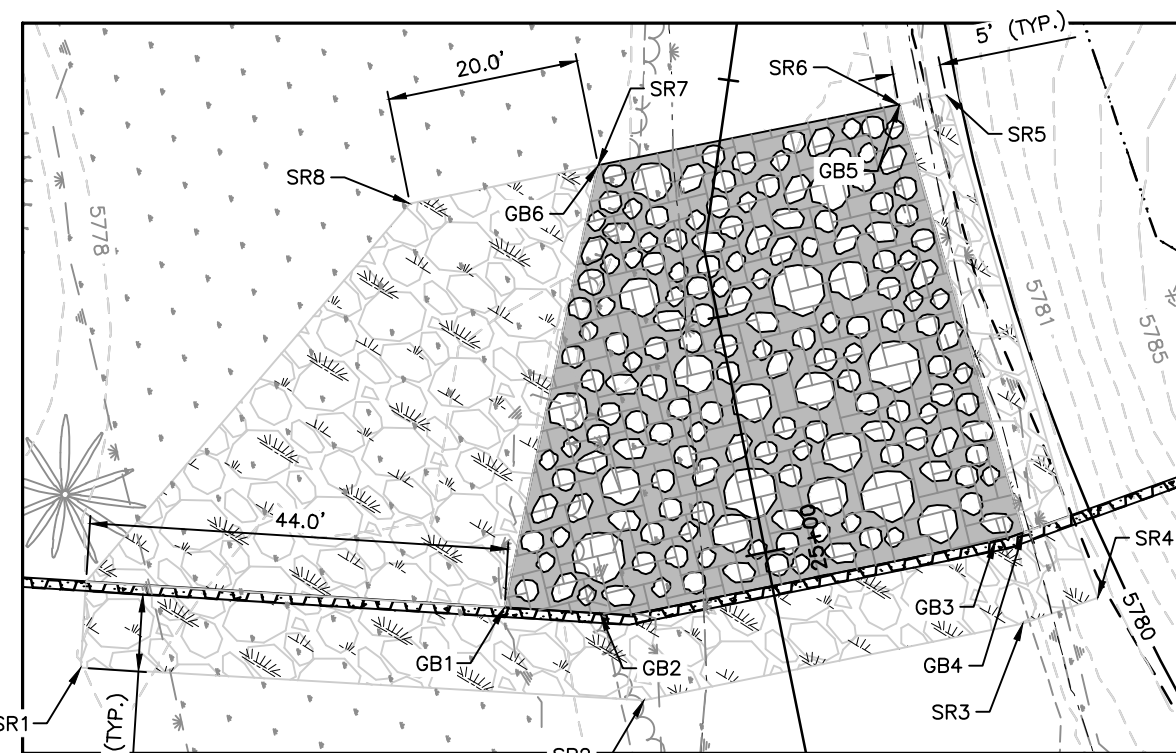 5' (TYP.)
20.0'
SR6
SR7
SR5
GB5
SR8
GB6
5778
5781
5785
44.0'
25+00
SR4
GB3
5780
GB1
GB2
GB4
SR1
(TYP.)
SR3